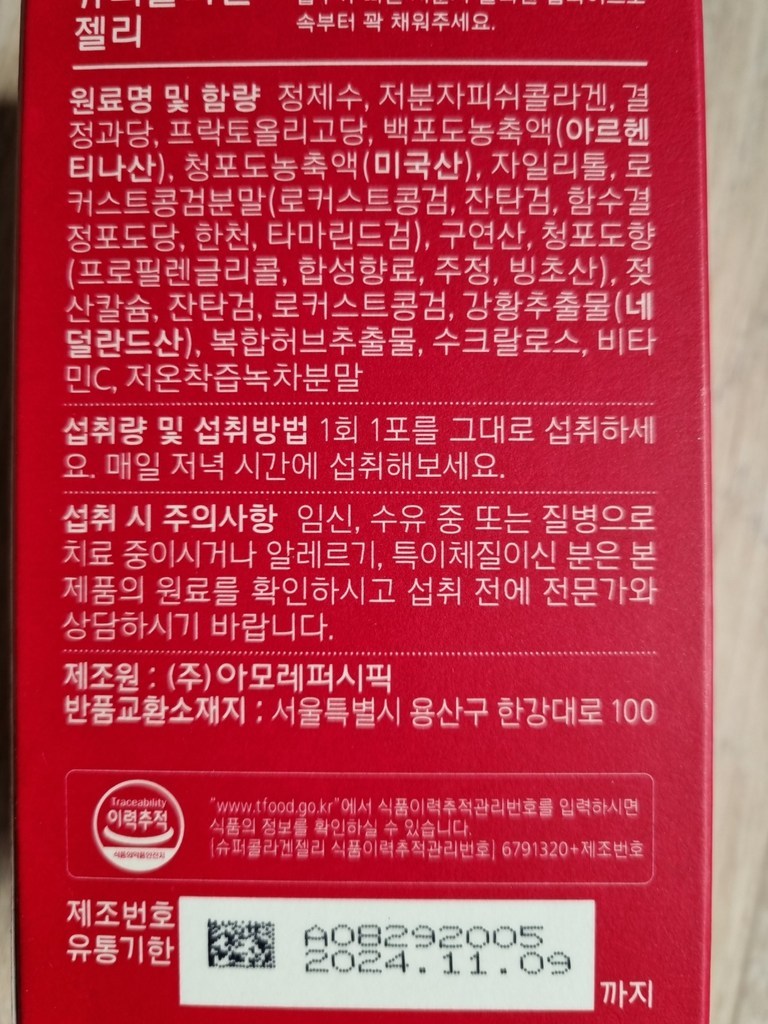 젤리
속부터 꽉 채워주세요.
원료명 및 함량 정제수, 저분자피쉬콜라겐, 결
정과당, 프락토올리고당, 백포도농축액(아르헨
티나산), 청포도농축액(미국산), 자일리톨, 로
커스트콩검분말(로커스트콩검, 잔탄검, 함수결
정포도당, 한천, 타마린드검), 구연산, 청포도향
(프로필렌글리콜, 합성향료, 주정, 빙초산), 젖
산칼슘, 잔탄검, 로커스트콩검, 강황추출물(네
덜란드산), 복합허브추출물, 수크랄로스, 비타
민C, 저온착즙녹차분말
섭취량 및 섭취방법 1회 1포를 그대로 섭취하세
요. 매일 저녁 시간에 섭취해보세요.
섭취 시 주의사항 임신, 수유 중 또는 질병으로
치료 중이시거나 알레르기, 특이체질이신 분은 본
제품의 원료를 확인하시고 섭취 전에 전문가와
상담하시기 바랍니다.
제조원 : (주)아모레퍼시픽
반품교환소재지 : 서울특별시 용산구 한강대로 100
Traceability
이력추적
식품의약품안전처
"www.tfood.go.kr"에서 식품이력추적관리번호를 입력하시면
식품의 정보를 확인하실 수 있습니다.
|슈퍼콜라겐젤리 식품이력추적관리번호| 6791320+제조번호
제조번호 A08292005
유통기한 2024.11.09 까지